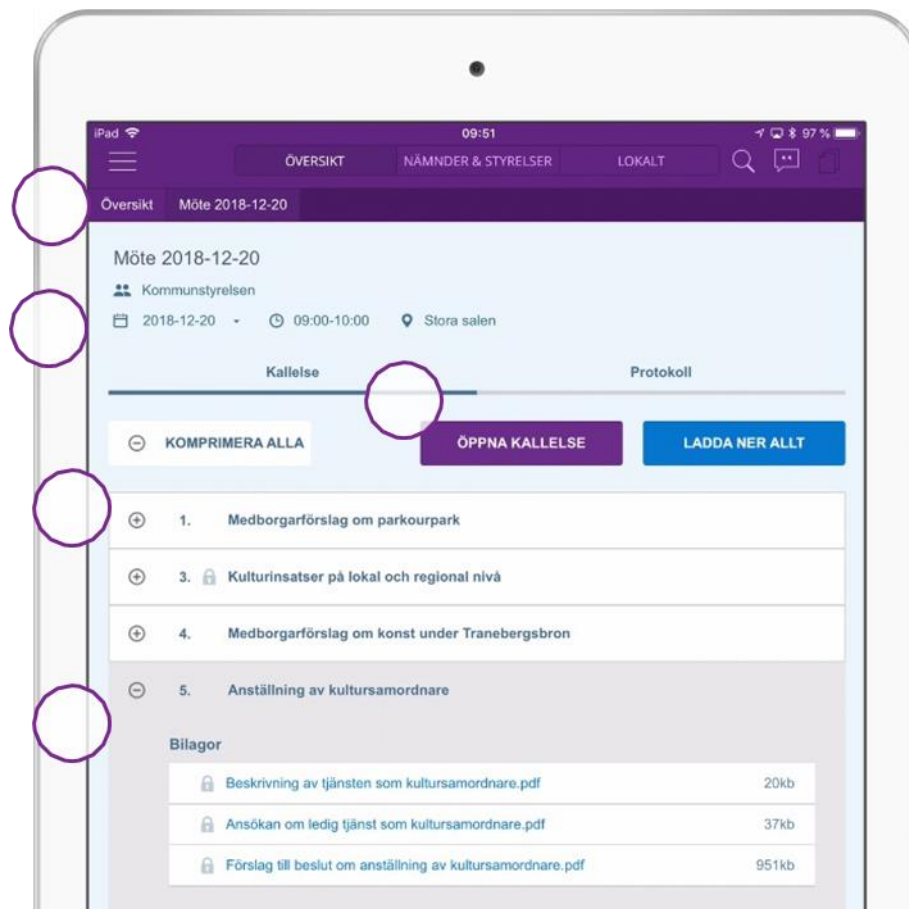 iPad 09:51 97 %
ÖVERSIKT NÄMNDER & STYRELSER LOKALT
Översikt Möte 2018-12-20
Möte 2018-12-20
Kommunstyrelsen
2018-12-20 09:00-10:00 Stora salen
Kallelse Protokoll
KOMPRIMERA ALLA ÖPPNA KALLELSE LADDA NER ALLT
1. Medborgarförslag om parkourpark
3. Kulturinsatser på lokal och regional nivå
4. Medborgarförslag om konst under Tranebergsbron
5. Anställning av kultursamordnare
Bilagor
Beskrivning av tjänsten som kultursamordnare.pdf 20kb
Ansökan om ledig tjänst som kultursamordnare.pdf 37kb
Förslag till beslut om anställning av kultursamordnare.pdf 951kb